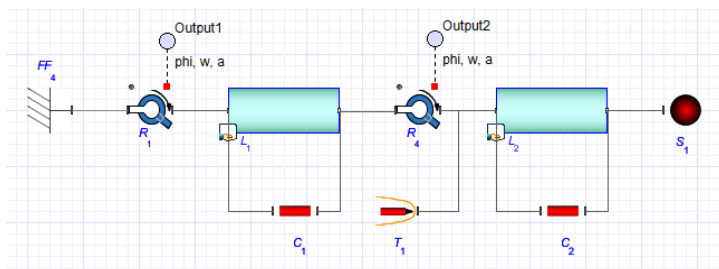 Output1
Output2
phi, w, a
phi, w, a
FF4
R1
L1
R4
L2
S1
C1
T1
C2